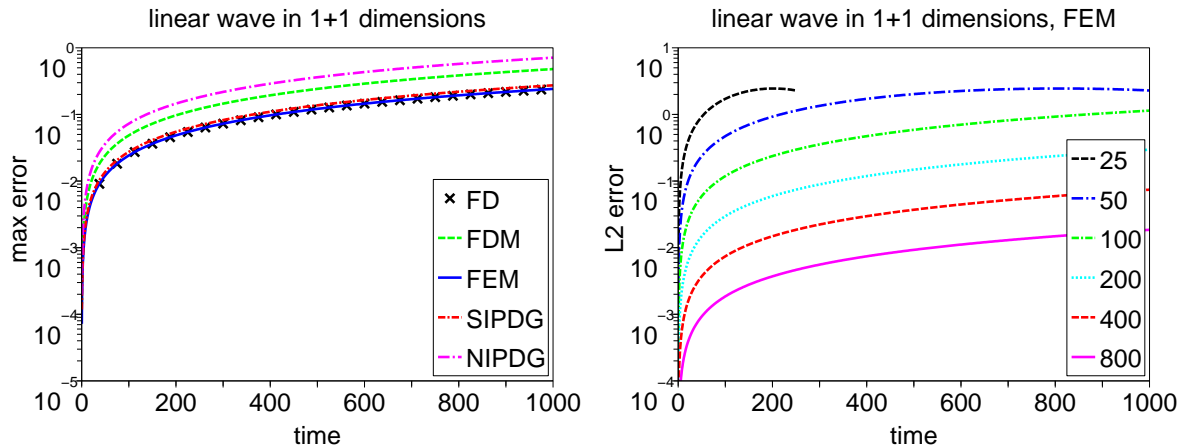 linear wave in 1+1 dimensions
max error
10 0
10 −1
10 −2
10 −3
10 −4
10 −5
0 200 400 600 800 1000
time
FD
FDM
FEM
SIPDG
NIPDG
linear wave in 1+1 dimensions, FEM
L2 error
10 1
10 0
10 −1
10 −2
10 −3
10 −4
0 200 400 600 800 1000
time
25
50
100
200
400
800